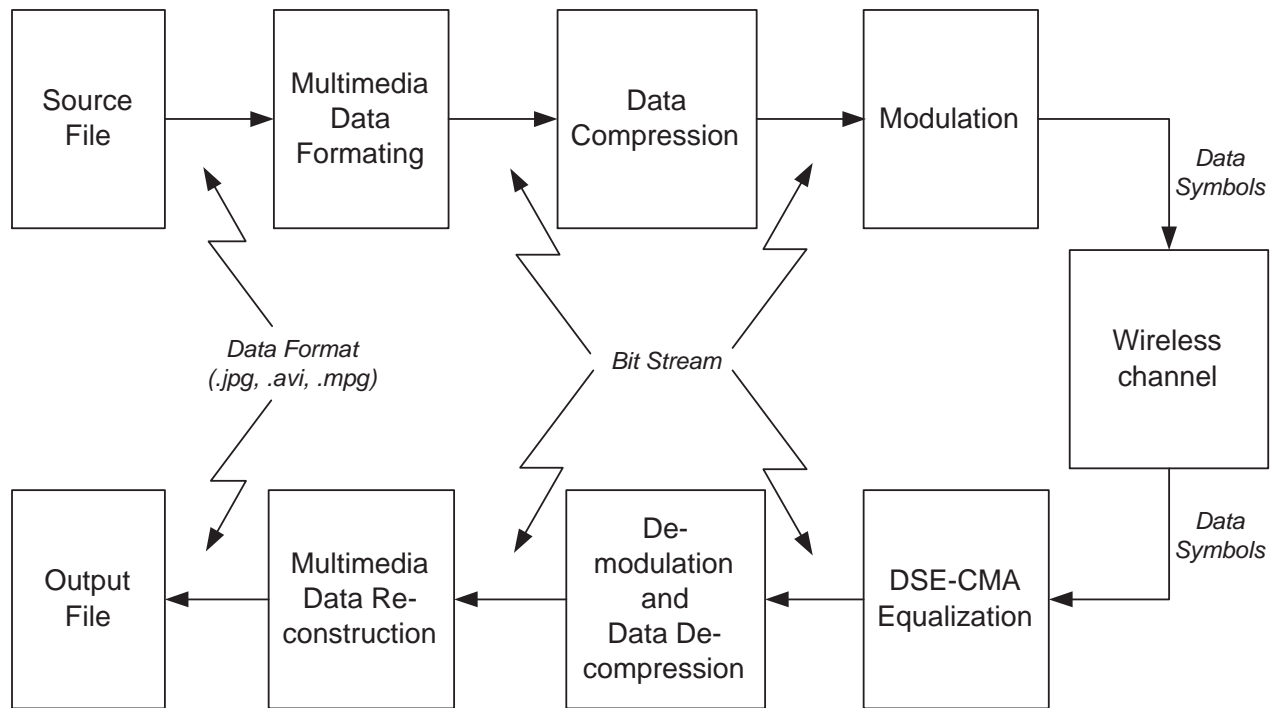 Source
File
Multimedia
Data
Formating
Data
Compression
Modulation
Data
Symbols
Wireless
channel
Data Format
(.jpg, .avi, .mpg)
Bit Stream
Data
Symbols
DSE-CMA
Equalization
De-
modulation
and
Data De-
compression
Multimedia
Data Re-
construction
Output
File